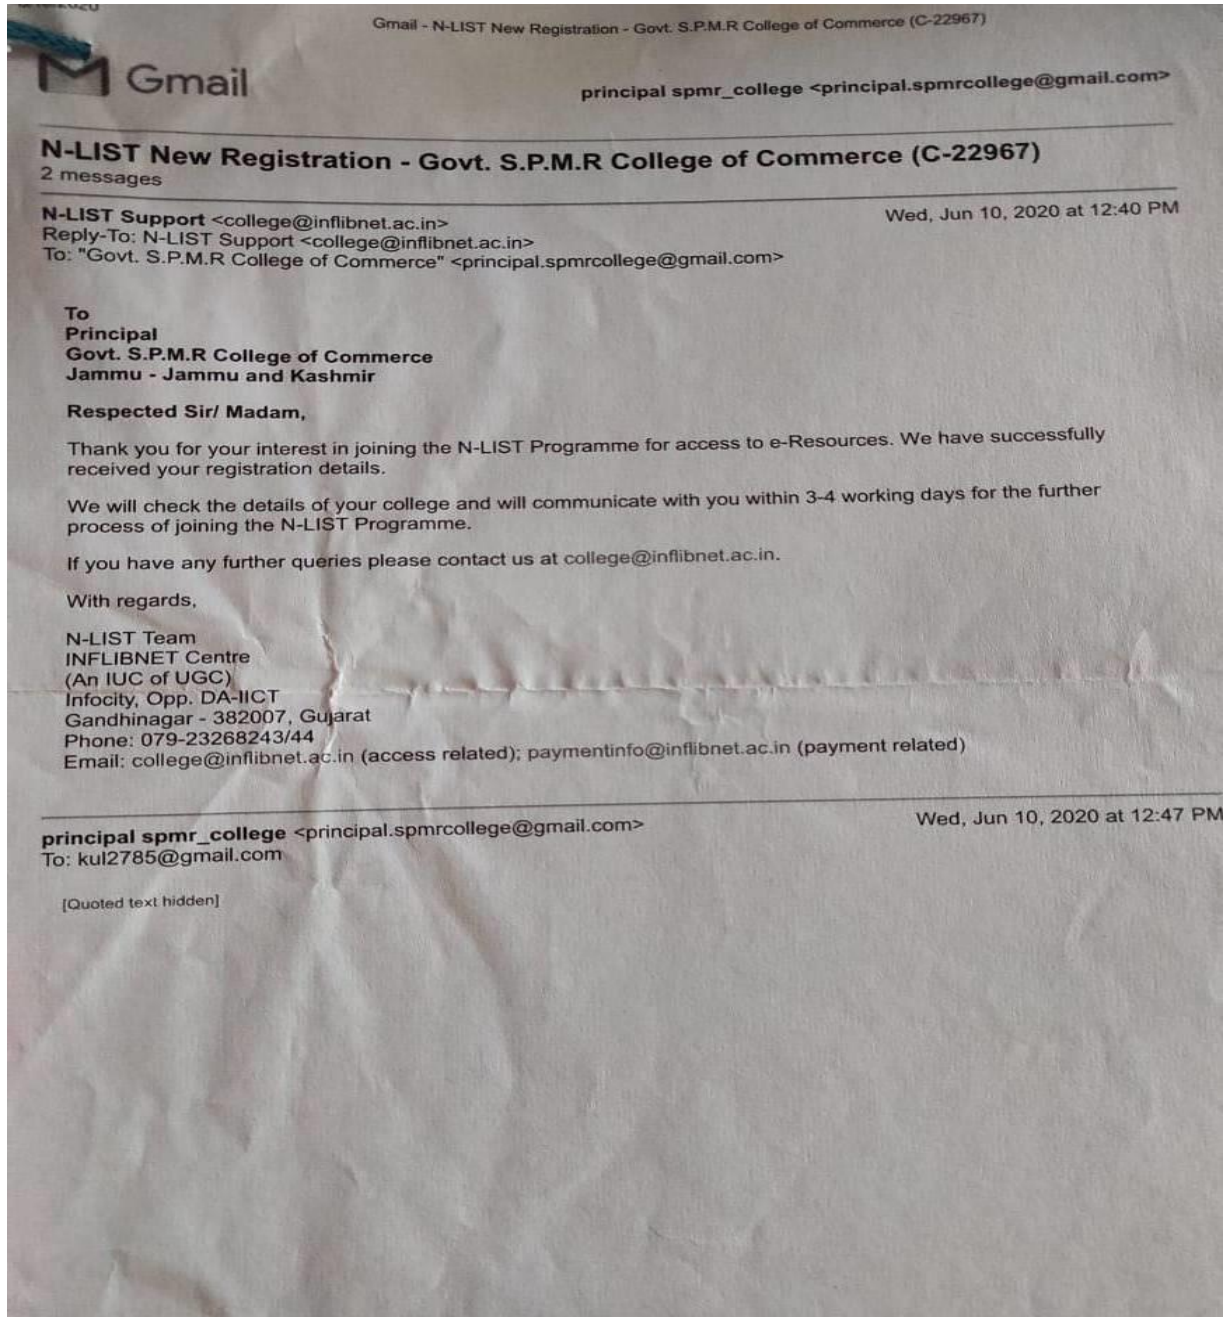 Gmail - N-LIST New Registration - Govt. S.P.M.R College of Commerce (C-22967)
Gmail
principal spmr_college <principal.spmrcollege@gmail.com>
N-LIST New Registration - Govt. S.P.M.R College of Commerce (C-22967)
2 messages
N-LIST Support <college@inflibnet.ac.in>
Wed, Jun 10, 2020 at 12:40 PM
Reply-To: N-LIST Support <college@inflibnet.ac.in>
To: "Govt. S.P.M.R College of Commerce" <principal.spmrcollege@gmail.com>
To
Principal
Govt. S.P.M.R College of Commerce
Jammu - Jammu and Kashmir
Respected Sir/ Madam,
Thank you for your interest in joining the N-LIST Programme for access to e-Resources. We have successfully
received your registration details.
We will check the details of your college and will communicate with you within 3-4 working days for the further
process of joining the N-LIST Programme.
If you have any further queries please contact us at college@inflibnet.ac.in.
With regards,
N-LIST Team
INFLIBNET Centre
(An IUC of UGC)
Infocity, Opp. DA-IICT
Gandhinagar - 382007, Gujarat
Phone: 079-23268243/44
Email: college@inflibnet.ac.in (access related); paymentinfo@inflibnet.ac.in (payment related)
principal spmr_college <principal.spmrcollege@gmail.com>
Wed, Jun 10, 2020 at 12:47 PM
To: kul2785@gmail.com
[Quoted text hidden]